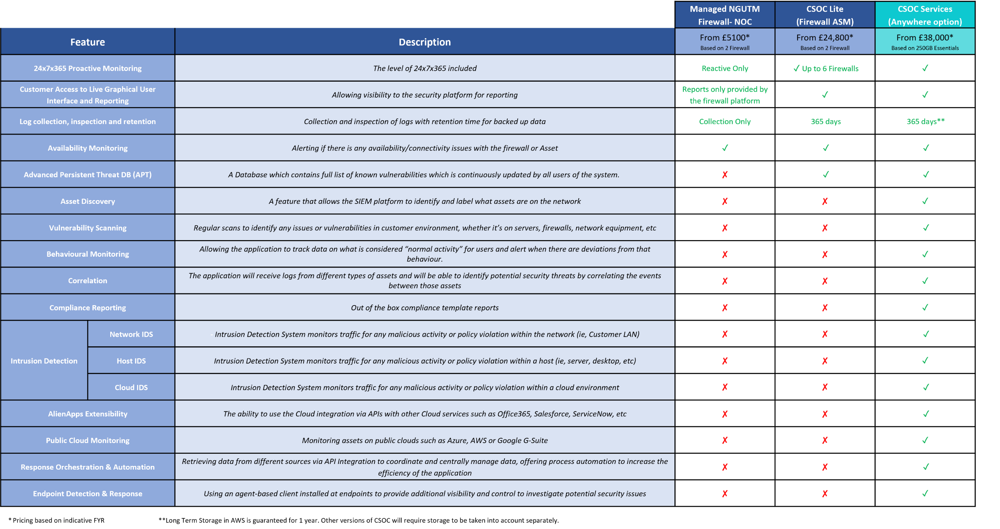 Managed NGUTM
Firewall- NOC
CSOC Lite
(Firewall ASM)
CSOC Services
(Anywhere option)
Feature
Description
From £5100*
Based on 2 Firewall
From £24,800*
Based on 2 Firewall
From £38,000*
Based on 250GB Essentials
24x7x365 Proactive Monitoring
The level of 24x7x365 included
Reactive Only
✓ Up to 6 Firewalls
✓
Customer Access to Live Graphical User
Interface and Reporting
Allowing visibility to the security platform for reporting
Reports only provided by
the firewall platform
✓
✓
Log collection, inspection and retention
Collection and inspection of logs with retention time for backed up data
Collection Only
365 days
365 days**
Availability Monitoring
Alerting if there is any availability/connectivity issues with the firewall or Asset
✓
✓
✓
Advanced Persistent Threat DB (APT)
A Database which contains full list of known vulnerabilities which is continuously updated by all users of the system.
✗
✓
✓
Asset Discovery
A feature that allows the SIEM platform to identify and label what assets are on the network
✗
✗
✓
Vulnerability Scanning
Regular scans to identify any issues or vulnerabilities in customer environment, whether it’s on servers, firewalls, network equipment, etc
✗
✗
✓
Behavioural Monitoring
Allowing the application to track data on what is considered “normal activity” for users and alert when there are deviations from that
behaviour.
✗
✗
✓
Correlation
The application will receive logs from different types of assets and will be able to identify potential security threats by correlating the events
between those assets
✗
✗
✓
Compliance Reporting
Out of the box compliance template reports
✗
✗
✓
Intrusion Detection
Network IDS
- Intrusion Detection System monitors traffic for any malicious activity or policy violation within the network (ie, Customer LAN)
✗
✗
✓
Host IDS
Intrusion Detection System monitors traffic for any malicious activity or policy violation within a host (ie, server, desktop, etc)
✗
✗
✓
Cloud IDS
Intrusion Detection System monitors traffic for any malicious activity or policy violation within a cloud environment
✗
✗
✓
AlienApps Extensibility
The ability to use the Cloud integration via APIs with other Cloud services such as Office365, Salesforce, ServiceNow, etc
✗
✗
✓
Public Cloud Monitoring
Monitoring assets on public clouds such as Azure, AWS or Google G-Suite
✗
✗
✓
Response Orchestration & Automation
Retrieving data from different sources via API Integration to coordinate and centrally manage data, offering process automation to increase the
efficiency of the application
✗
✗
✓
Endpoint Detection & Response
Using an agent-based client installed at endpoints to provide additional visibility and control to investigate potential security issues
✗
✗
✓
* Pricing based on indicative FYR
**Long Term Storage in AWS is guaranteed for 1 year. Other versions of CSOC will require storage to be taken into account separately.